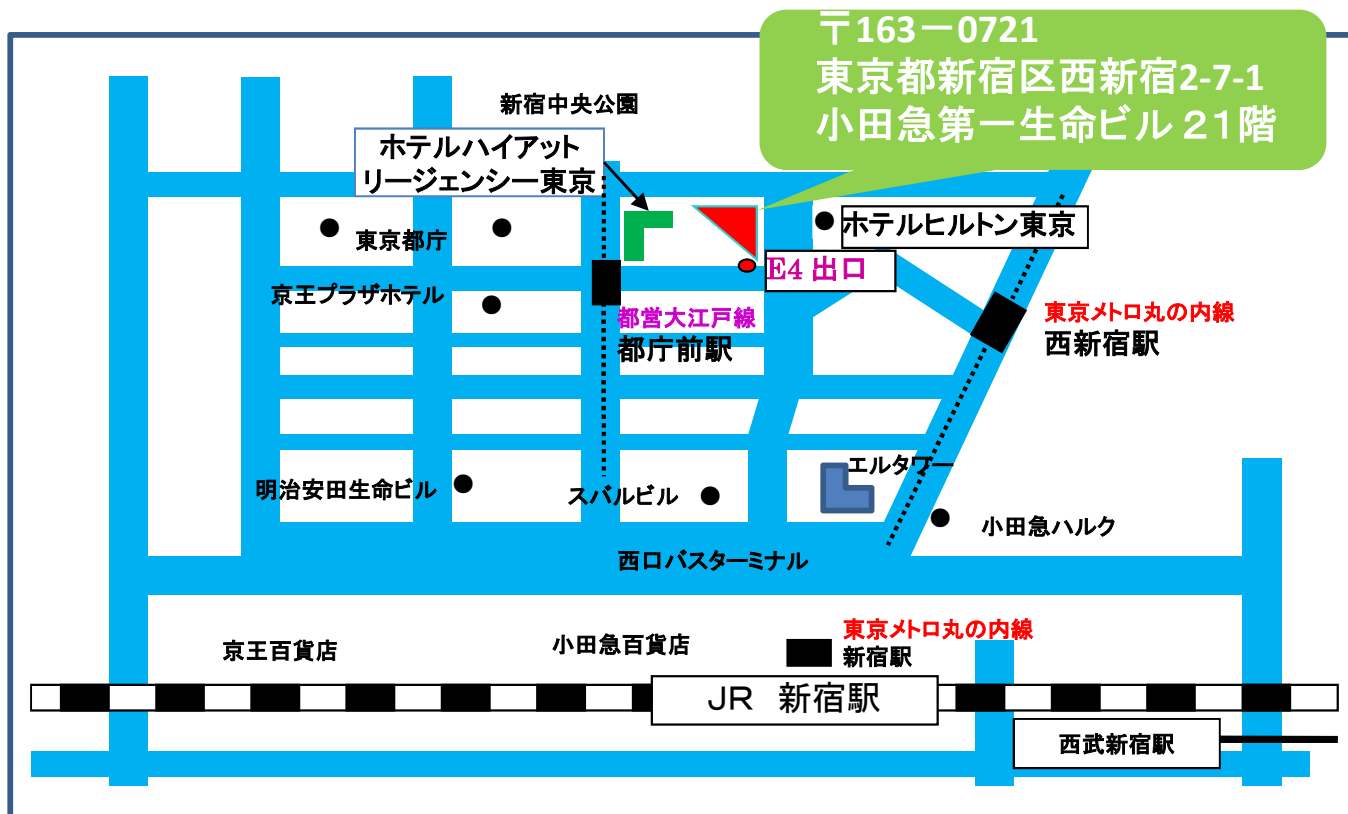 〒163－0721
東京都新宿区西新宿2-7-1
小田急第一生命ビル 21階
新宿中央公園
ホテルハイアット
リージェンシー東京
東京都庁
ホテルヒルトン東京
E4 出口
京王プラザホテル
都営大江戸線
都庁前駅
東京メトロ丸の内線
西新宿駅
エルタワー
明治安田生命ビル
スバルビル
小田急ハルク
西口バスターミナル
京王百貨店
小田急百貨店
東京メトロ丸の内線
新宿駅
ＪＲ　新宿駅
西武新宿駅